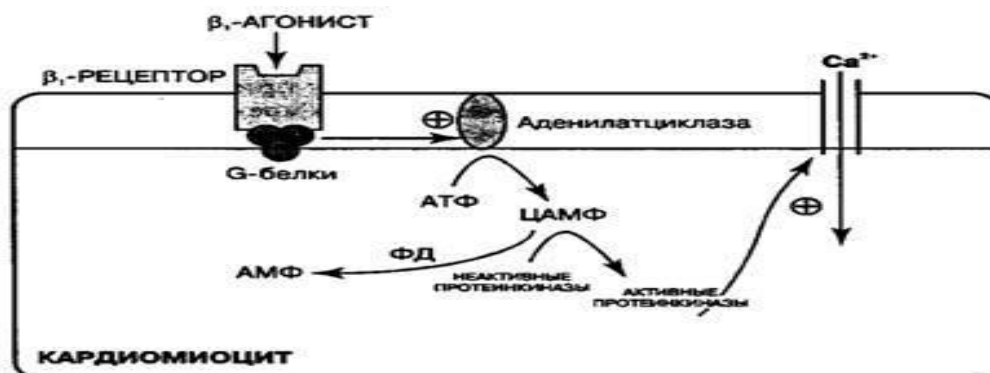 β₁-АГОНИСТ
β₁-РЕЦЕПТОР
Ca²⁺
⊕
Аденилатциклаза
G-белки
АТФ
ЦАМФ
⊕
ФД
АМФ
НЕАКТИВНЫЕ
ПРОТЕИНКИНАЗЫ
АКТИВНЫЕ
ПРОТЕИНКИНАЗЫ
КАРДИОМИОЦИТ